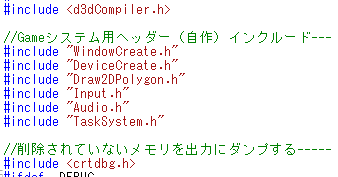 #include <d3dCompiler.h>
//Gameシステム用ヘッダー（自作）インクルード---
#include "WindowCreate.h"
#include "DeviceCreate.h"
#include "Draw2DPolygon.h"
#include "Input.h"
#include "Audio.h"
#include "TaskSystem.h"
//削除されていないメモリを出力にダンプする-----
#include <crtdbg.h>
#ifdef _DEBUG